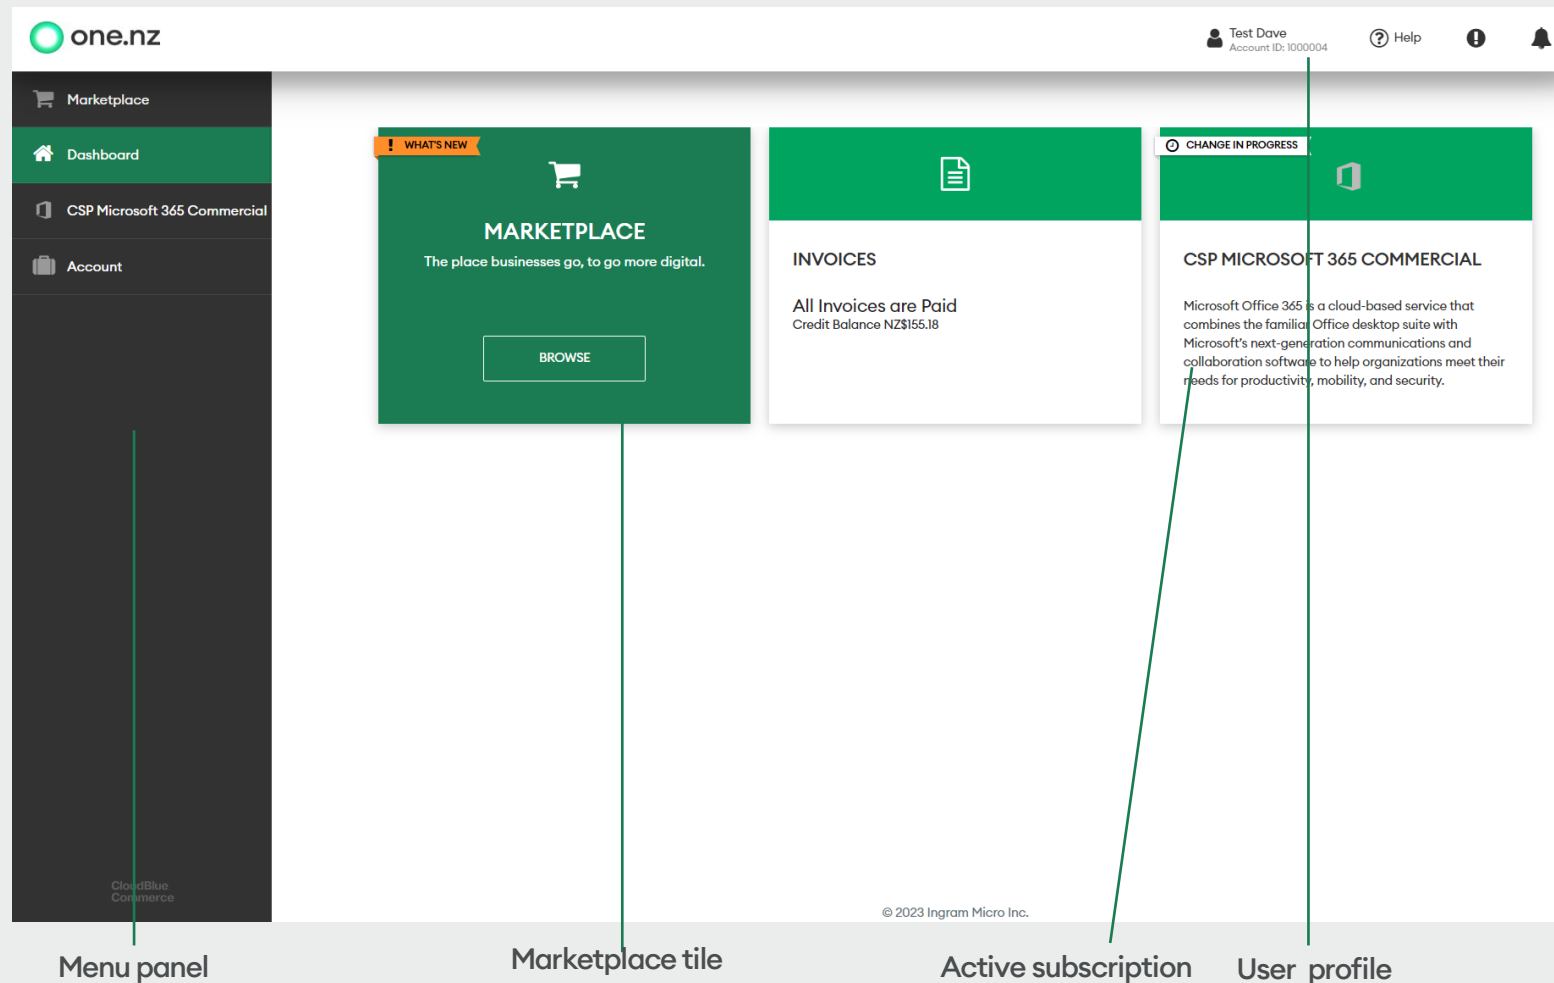 one.nz
Test Dave
Account ID: 1000004
Help
Marketplace
Dashboard
CSP Microsoft 365 Commercial
Account
WHAT'S NEW
MARKETPLACE
The place businesses go, to go more digital.
BROWSE
INVOICES
All Invoices are Paid
Credit Balance NZ$155.18
CHANGE IN PROGRESS
CSP MICROSOFT 365 COMMERCIAL
Microsoft Office 365 is a cloud-based service that
combines the familiar Office desktop suite with
Microsoft's next-generation communications and
collaboration software to help organizations meet their
needs for productivity, mobility, and security.
CloudBlue
Commerce
© 2023 Ingram Micro Inc.
Menu panel
Marketplace tile
Active subscription
User profile